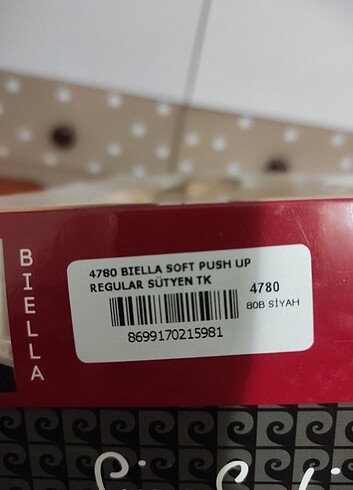 BIELLA
4780 BIELLA SOFT PUSH UP
REGULAR SÜTYEN TK
4780
80B SİYAH
8699170215981